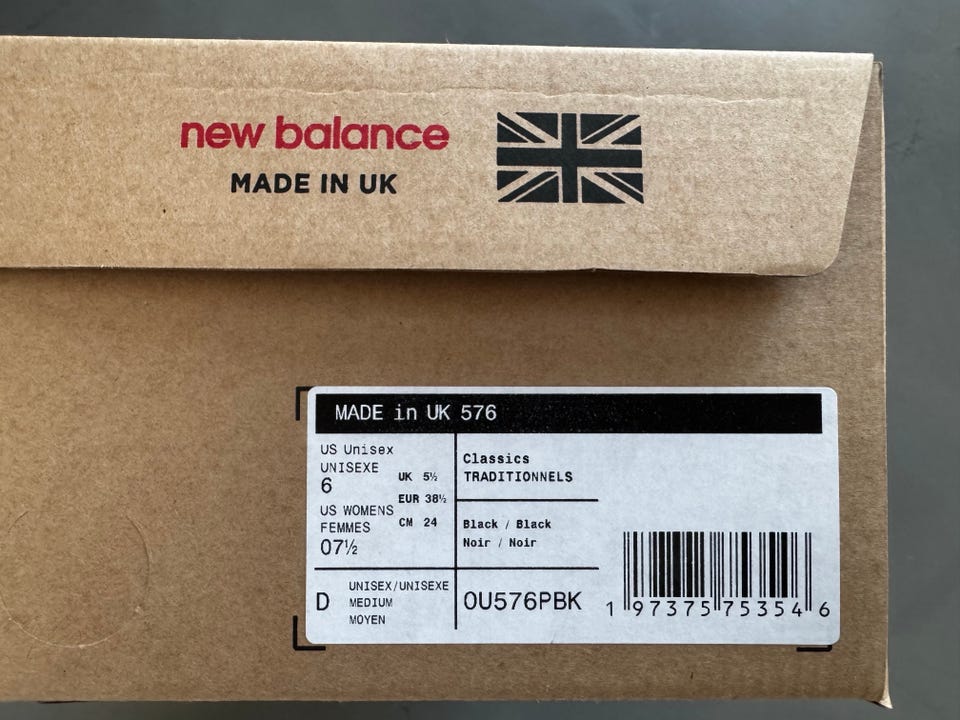 new balance
MADE IN UK
MADE in UK 576
US Unisex
UNISEXE
6
US WOMENS
FEMMES
07½
UK 5½
EUR 38½
CM 24
Classics
TRADITIONNELS
Black / Black
Noir / Noir
D
UNISEX/UNISEXE
MEDIUM
MOYEN
OU576PBK
1 97375 75354 6